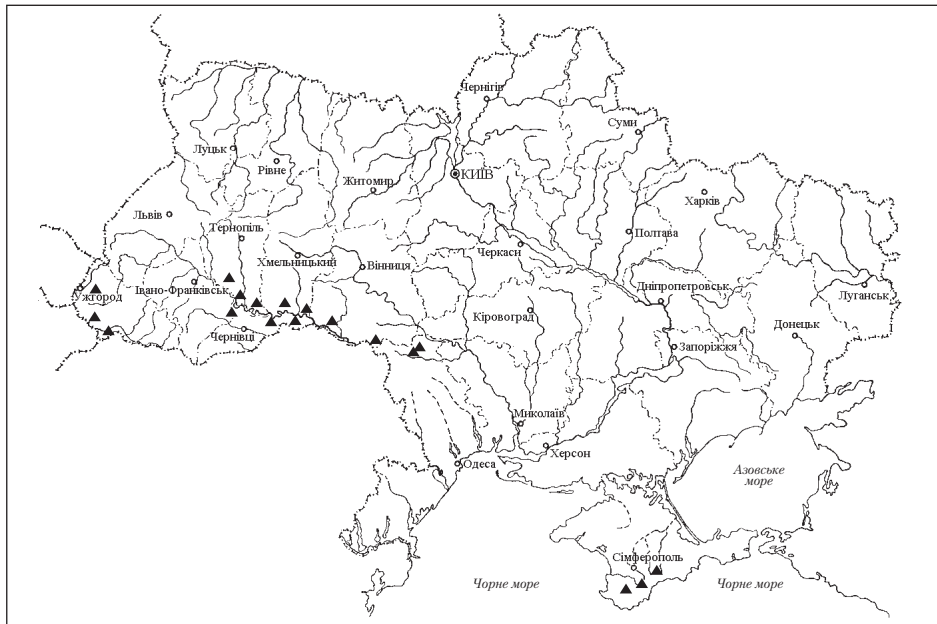 Чернігів
Суми
Луцьк
Рівне
КИЇВ
Житомир
Харків
Львів
Тернопіль
Полтава
Хмельницький
Черкаси
Вінниця
Ужгород
Івано-Франківськ
Дніпропетровськ
Луганськ
Кіровоград
Донецьк
Чернівці
Запоріжжя
Миколаїв
Херсон
Одеса
Азовське
море
Сімферополь
Чорне море
Чорне море